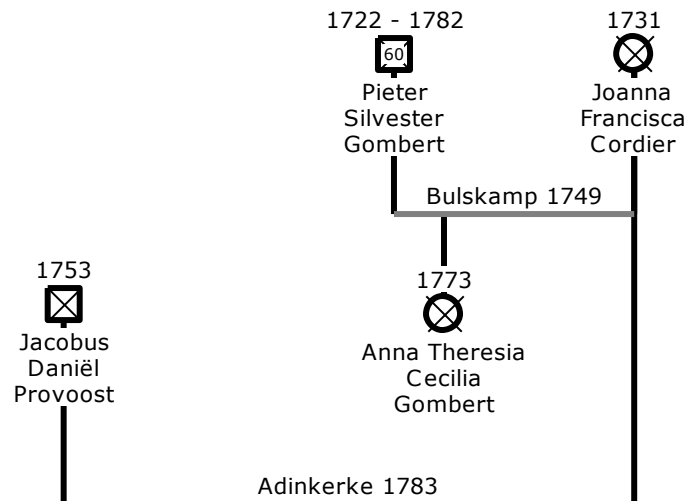 1722 - 1782
60
Pieter
Silvester
Gombert
1731
Joanna
Francisca
Cordier
Bulskamp 1749
1753
Jacobus
Daniël
Provoost
1773
Anna Theresia
Cecilia
Gombert
Adinkerke 1783